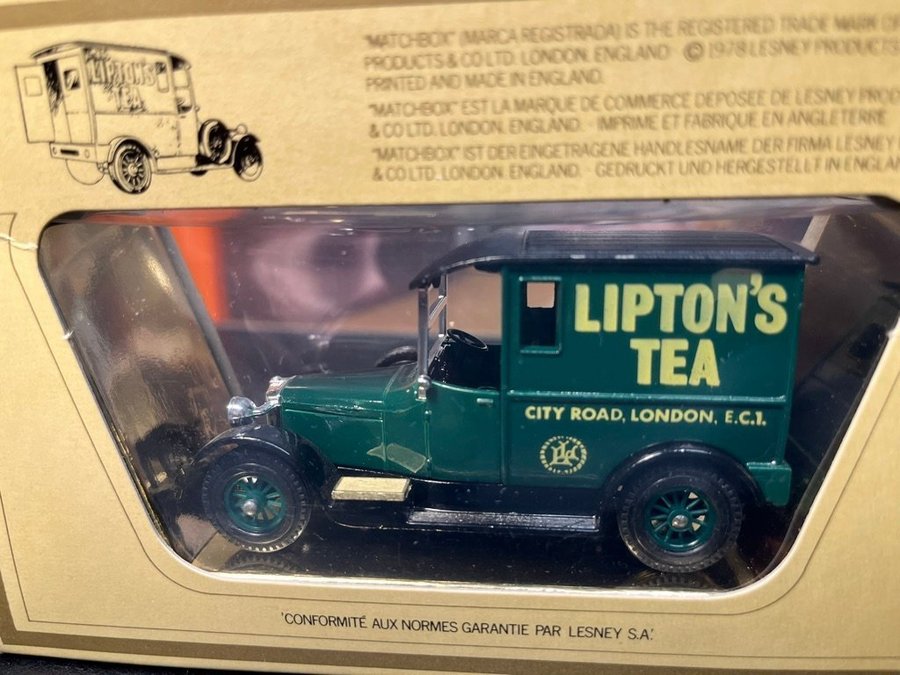 LIPTON'S
TEA
"MATCHBOX" (MARCA REGISTRADA) IS THE REGISTERED TRADE MARK OF
PRODUCTS & CO LTD. LONDON, ENGLAND © 1978 LESNEY PRODUCTS
PRINTED AND MADE IN ENGLAND.
"MATCHBOX" EST LA MARQUE DE COMMERCE DEPOSEE DE LESNEY
& CO LTD. LONDON, ENGLAND. IMPRIME ET FABRIQUE EN ANGLETERRE
"MATCHBOX" IST DER EINGETRAGENE HANDLESNAME DER FIRMA LESNEY
& CO LTD. LONDON, ENGLAND. - GEDRUCKT UND HERGESTELLT IN
LIPTON'S
TEA
CITY ROAD, LONDON, E.C.1.
'CONFORMITÉ AUX NORMES GARANTIE PAR LESNEY S.A.'